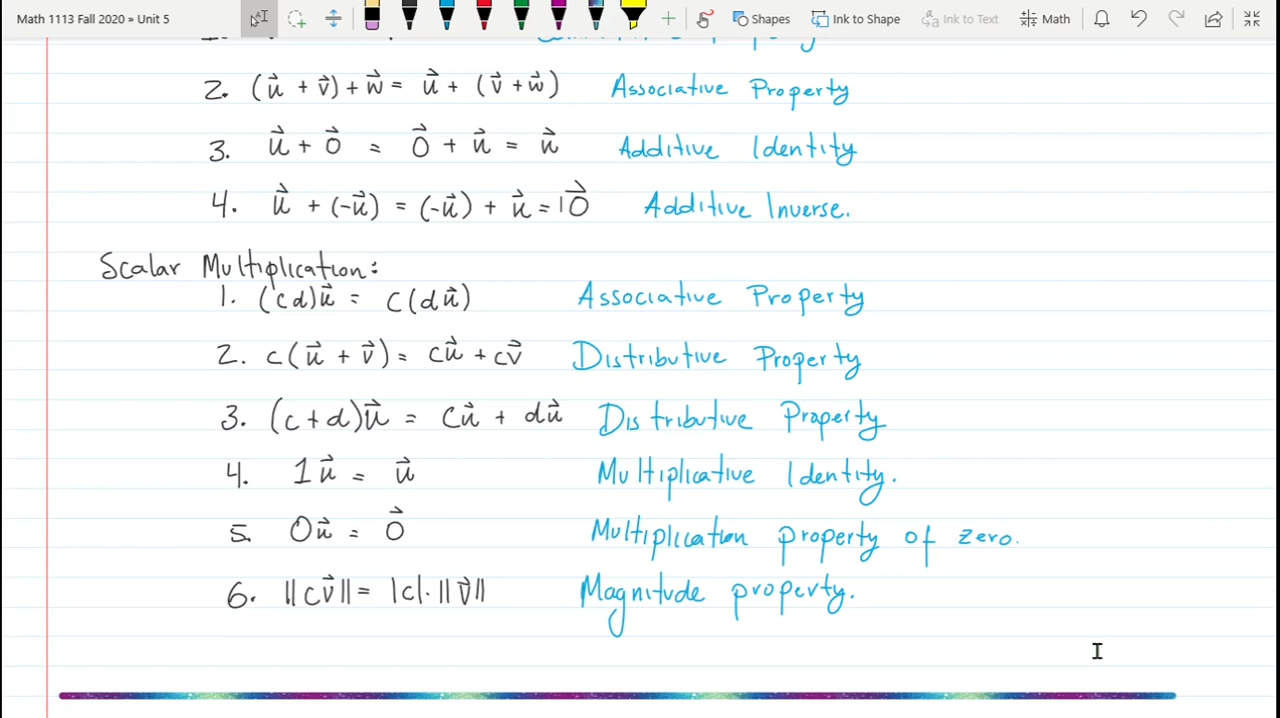 Math 1113 Fall 2020 » Unit 5
Shapes
Ink to Shape
Ink to Text
Math
2. (u⃗ + v⃗) + w⃗ = u⃗ + (v⃗ + w⃗) Associative Property
3. u⃗ + 0⃗ = 0⃗ + u⃗ = u⃗ Additive Identity
4. u⃗ + (-u⃗) = (-u⃗) + u⃗ = 0⃗ Additive Inverse.
Scalar Multiplication:
1. (cd)u⃗ = c(du⃗) Associative Property
2. c(u⃗ + v⃗) = cu⃗ + cv⃗ Distributive Property
3. (c+d)u⃗ = cu⃗ + du⃗ Distributive Property
4. 1u⃗ = u⃗ Multiplicative Identity.
5. 0u⃗ = 0⃗ Multiplication property of zero.
6. ||cv⃗|| = |c|·||v⃗|| Magnitude property.